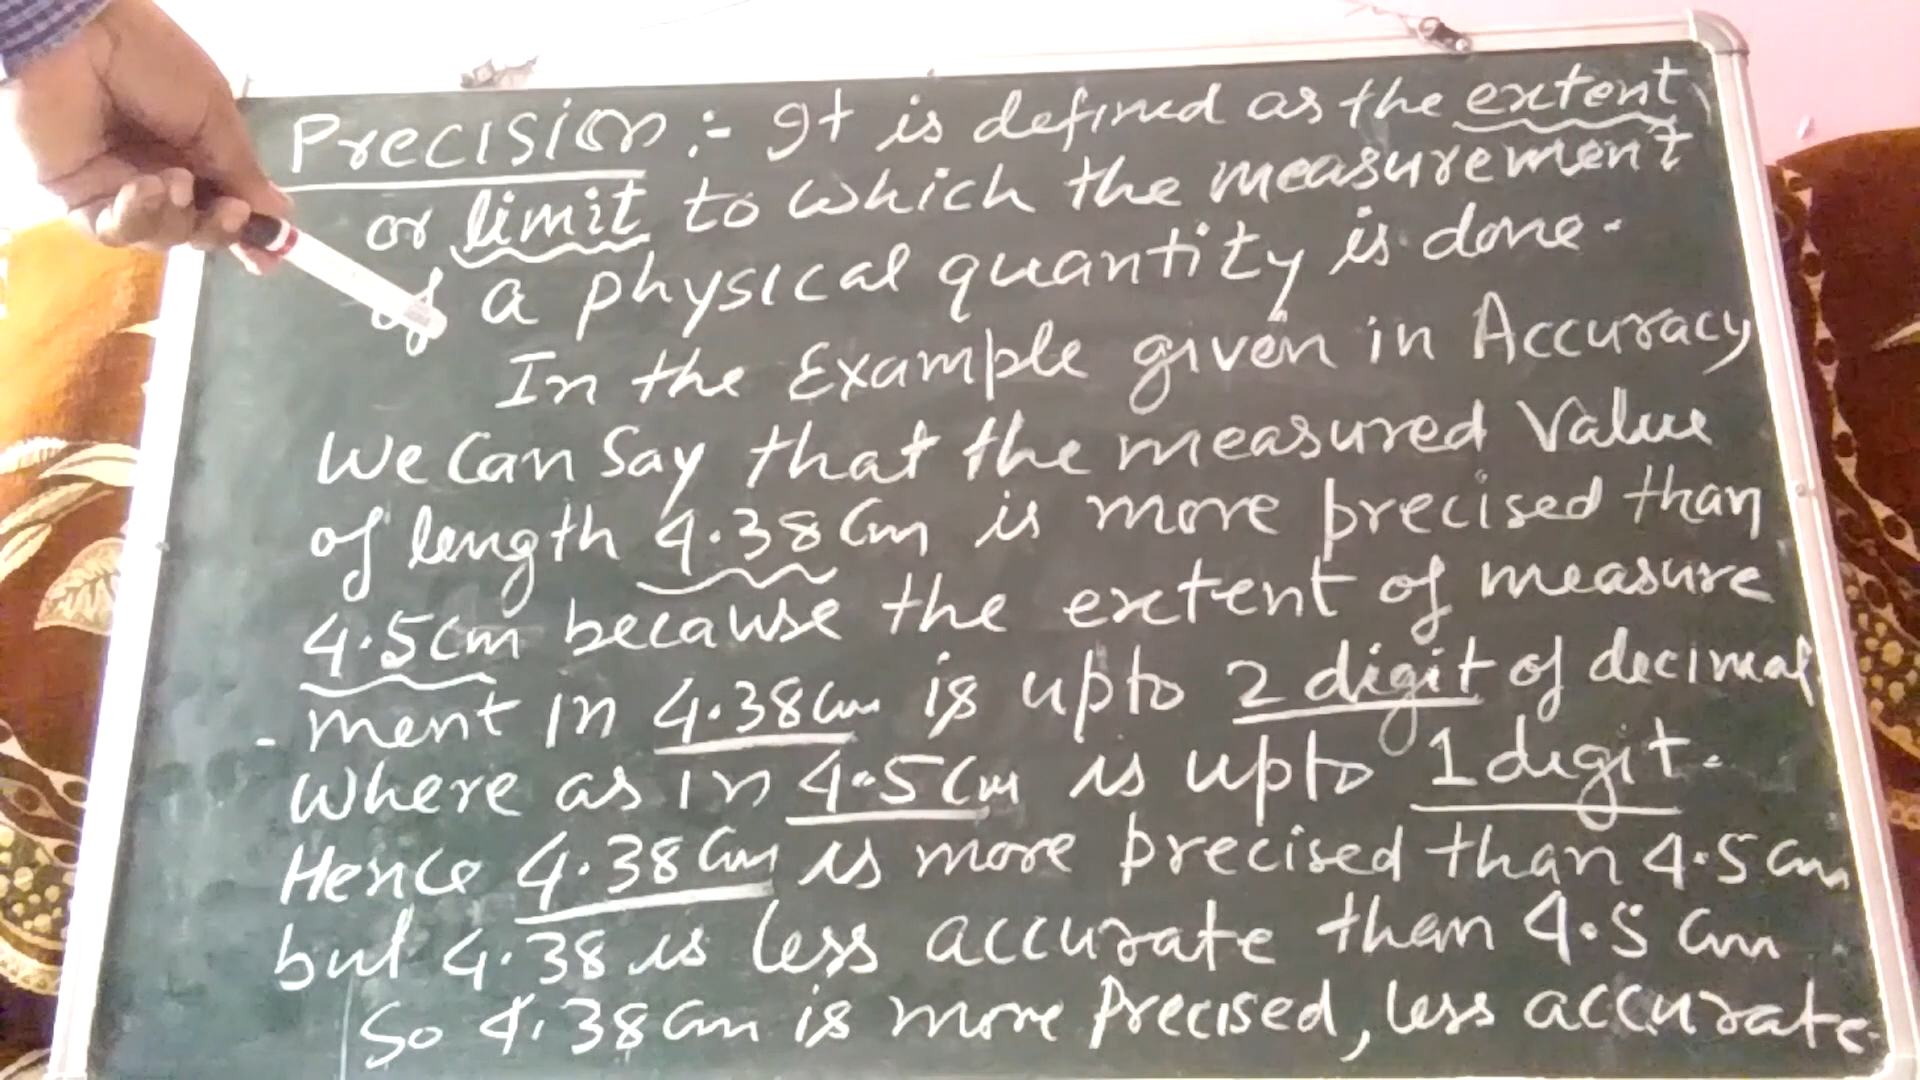 Precision :- It is defined as the extent
or limit to which the measurement
of a physical quantity is done.
In the Example given in Accuracy
We Can Say that the measured Value
of length 4.38 Cm is more precised than
4.5 Cm because the extent of measure
- ment in 4.38 Cm is upto 2 digit of decimal
Where as in 4.5 Cm is upto 1 digit.
Hence 4.38 Cm is more precised than 4.5 Cm
but 4.38 is less accurate than 4.5 Cm
So 4.38 Cm is more Precised, less accurate.